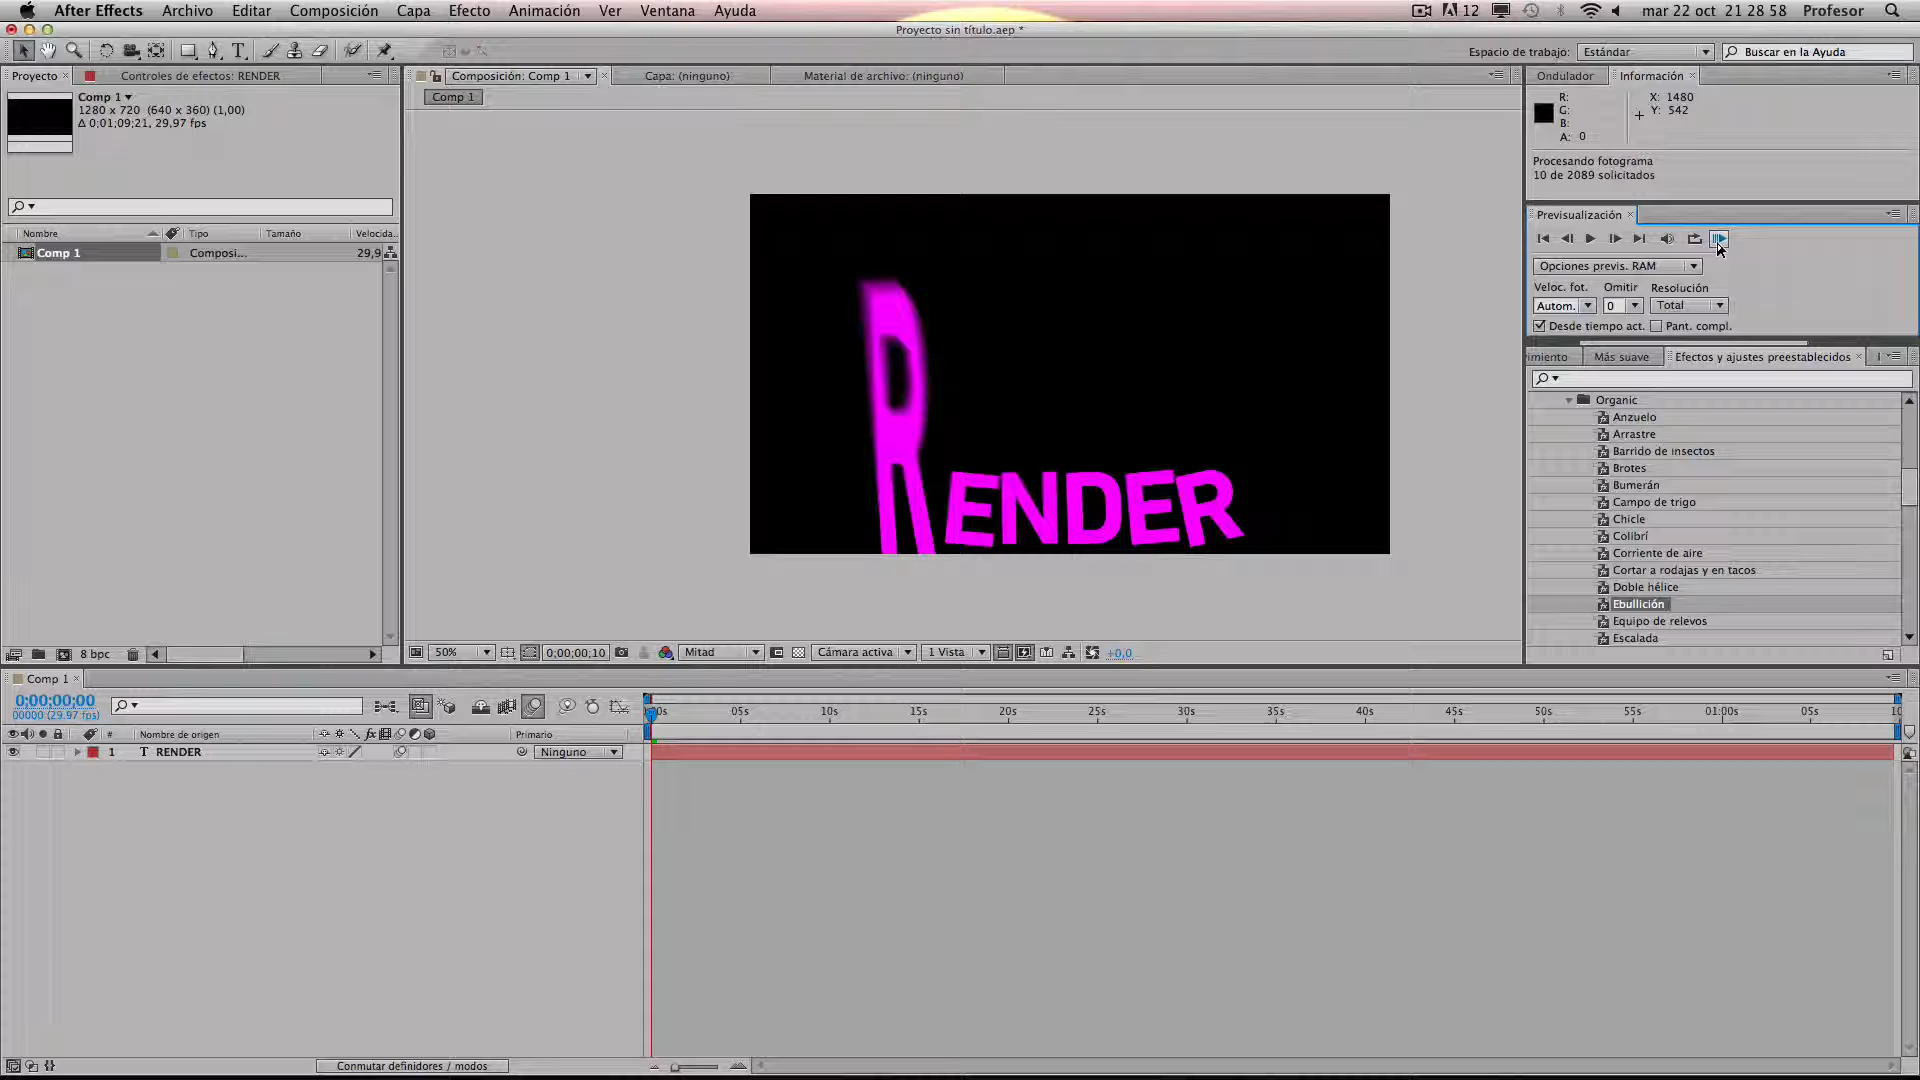 After Effects Archivo Editar Composición Capa Efecto Animación Ver Ventana Ayuda 12 mar 22 oct 21 28 58 Profesor
Proyecto sin título.aep *
Espacio de trabajo: Estándar Buscar en la Ayuda
Proyecto Controles de efectos: RENDER Composición: Comp 1 Capa: (ninguno) Material de archivo: (ninguno) Ondulador Información
Comp 1
1280 x 720 (640 x 360) (1,00)
Δ 0;01;09;21, 29,97 fps
Comp 1
R:
G:
B:
A: 0
X: 1480
Y: 542
Procesando fotograma
10 de 2089 solicitados
Previsualización
Opciones previs. RAM
Veloc. fot. Omitir Resolución
Autom. 0 Total
Desde tiempo act. Pant. compl.
imiento Más suave Efectos y ajustes preestablecidos
Nombre Tipo Tamaño Velocida..
Comp 1 Composi... 29,9
RENDER
Organic
Anzuelo
Arrastre
Barrido de insectos
Brotes
Bumerán
Campo de trigo
Chicle
Colibrí
Corriente de aire
Cortar a rodajas y en tacos
Doble hélice
Ebullición
Equipo de relevos
Escalada
8 bpc
50% 0;00;00;10 Mitad Cámara activa 1 Vista +0,0
Comp 1
0;00;00;00
00000 (29.97 fps)
00s 05s 10s 15s 20s 25s 30s 35s 40s 45s 50s 55s 01:00s 05s 10
# Nombre de origen fx Primario
1 T RENDER Ninguno
Conmutar definidores / modos